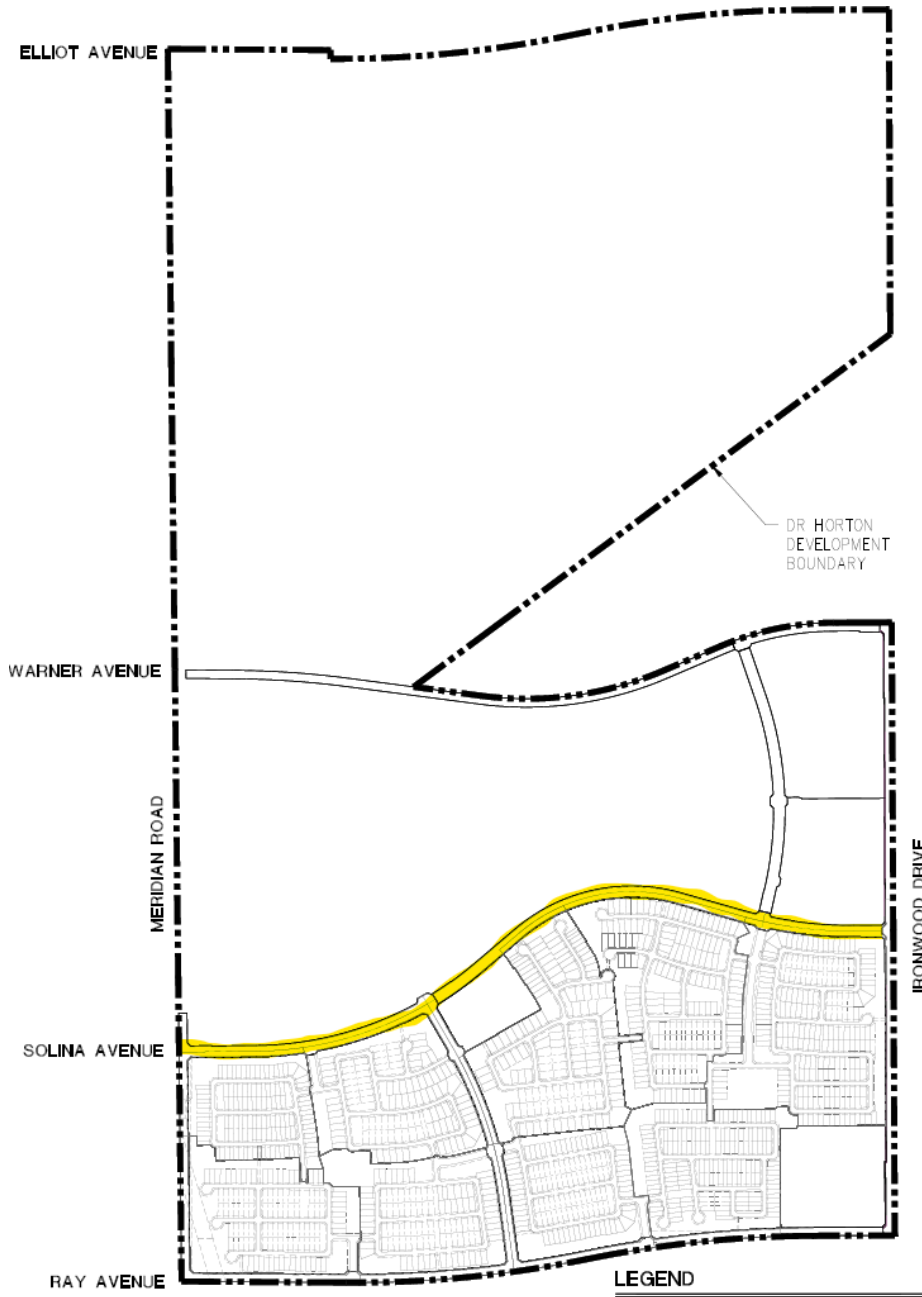 ELLIOT AVENUE
DR HORTON
DEVELOPMENT
BOUNDARY
WARNER AVENUE
MERIDIAN ROAD
IRONWOOD DRIVE
SOLINA AVENUE
RAY AVENUE
LEGEND